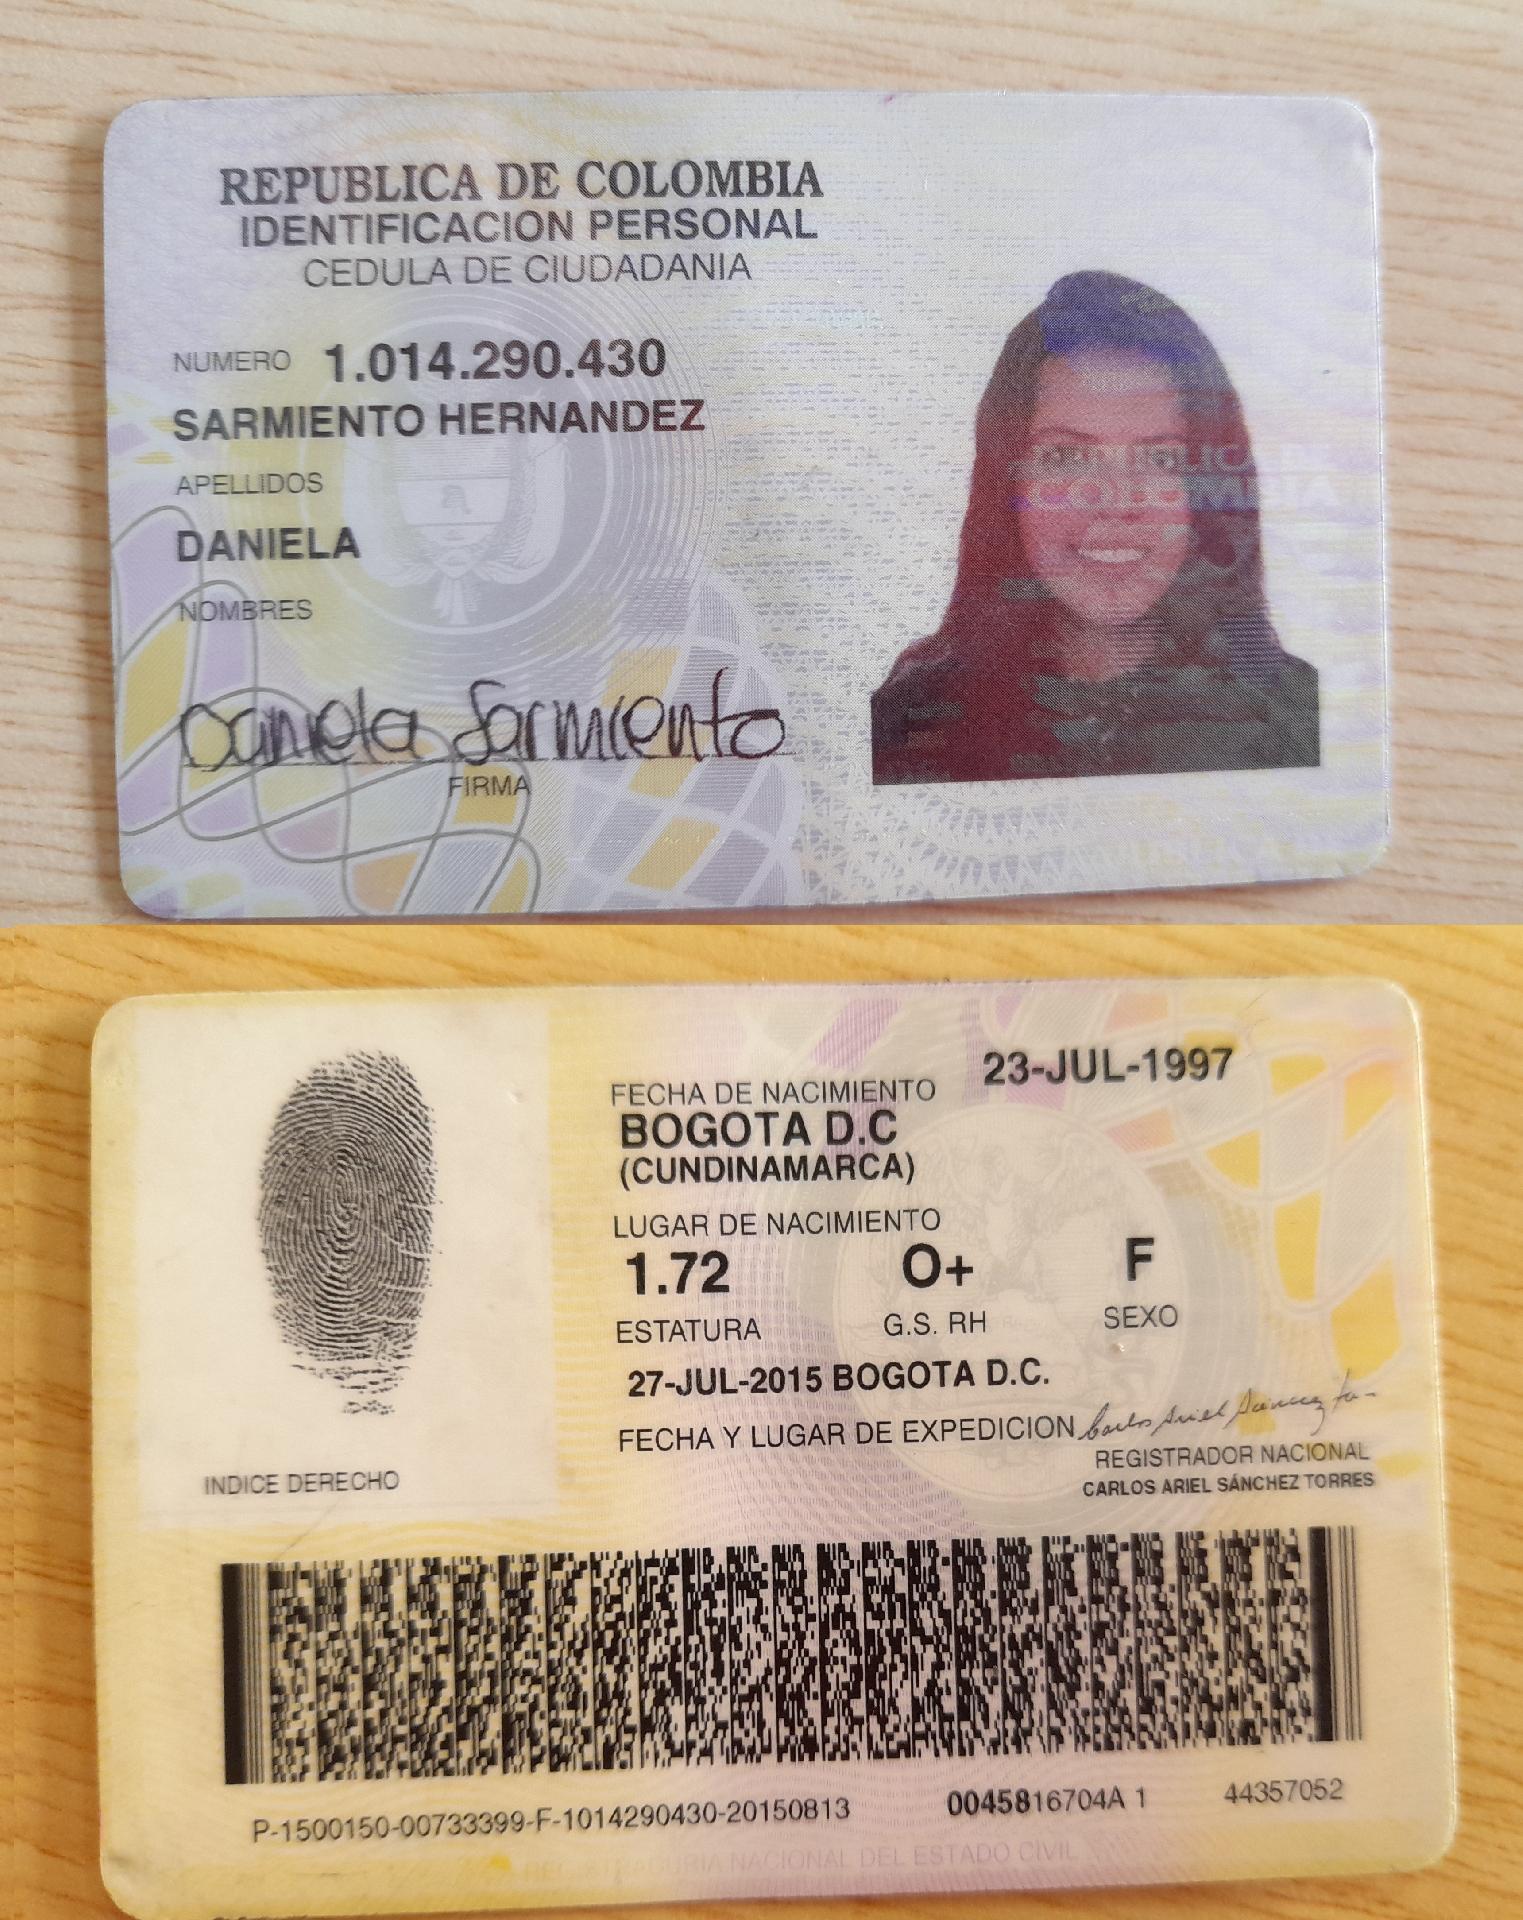 REPUBLICA DE COLOMBIA
IDENTIFICACION PERSONAL
CEDULA DE CIUDADANIA
NUMERO 1.014.290.430
SARMIENTO HERNANDEZ
APELLIDOS
DANIELA
NOMBRES
Daniela Sarmiento
FIRMA
REPUBLICA DE
COLOMBIA
23-JUL-1997
FECHA DE NACIMIENTO
BOGOTA D.C
(CUNDINAMARCA)
LUGAR DE NACIMIENTO
1.72 O+ F
ESTATURA G.S. RH SEXO
27-JUL-2015 BOGOTA D.C.
FECHA Y LUGAR DE EXPEDICION
Carlos Ariel Sánchez
REGISTRADOR NACIONAL
CARLOS ARIEL SÁNCHEZ TORRES
INDICE DERECHO
P-1500150-00733399-F-1014290430-20150813 0045816704A 1 44357052
REGISTRADURIA NACIONAL DEL ESTADO CIVIL